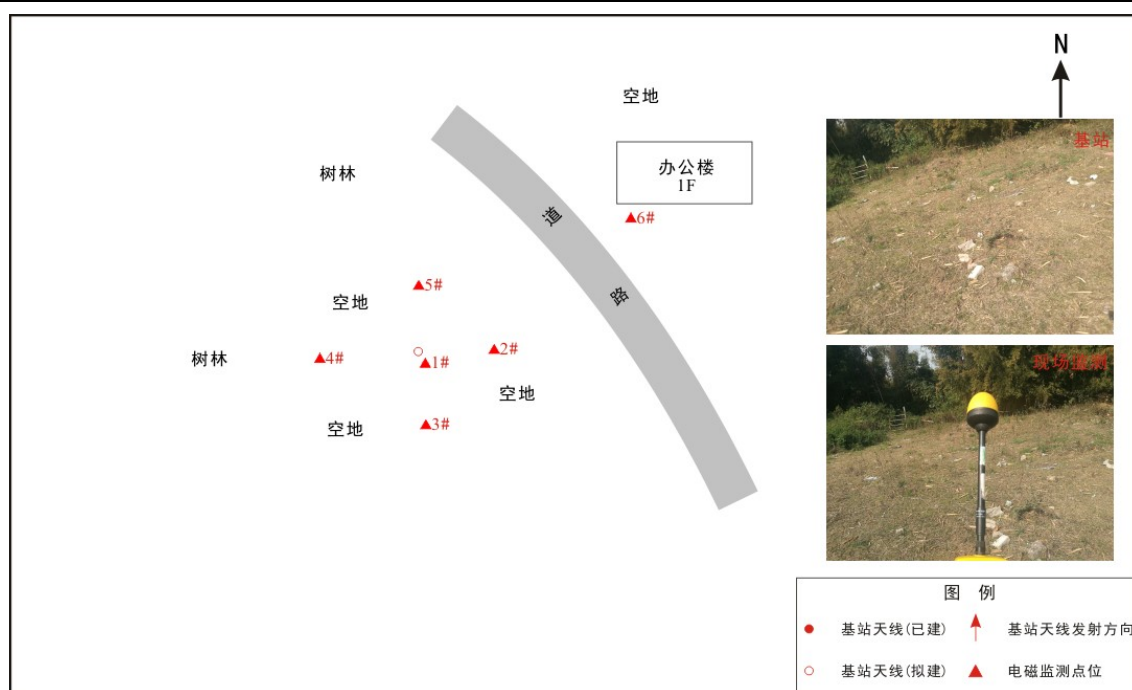 N
空地
基站
树林
办公楼
1F
6#
道
路
5#
空地
树林
4#
1#
2#
现场监测
空地
3#
空地
图 例
基站天线(已建)
基站天线发射方向
基站天线(拟建)
电磁监测点位